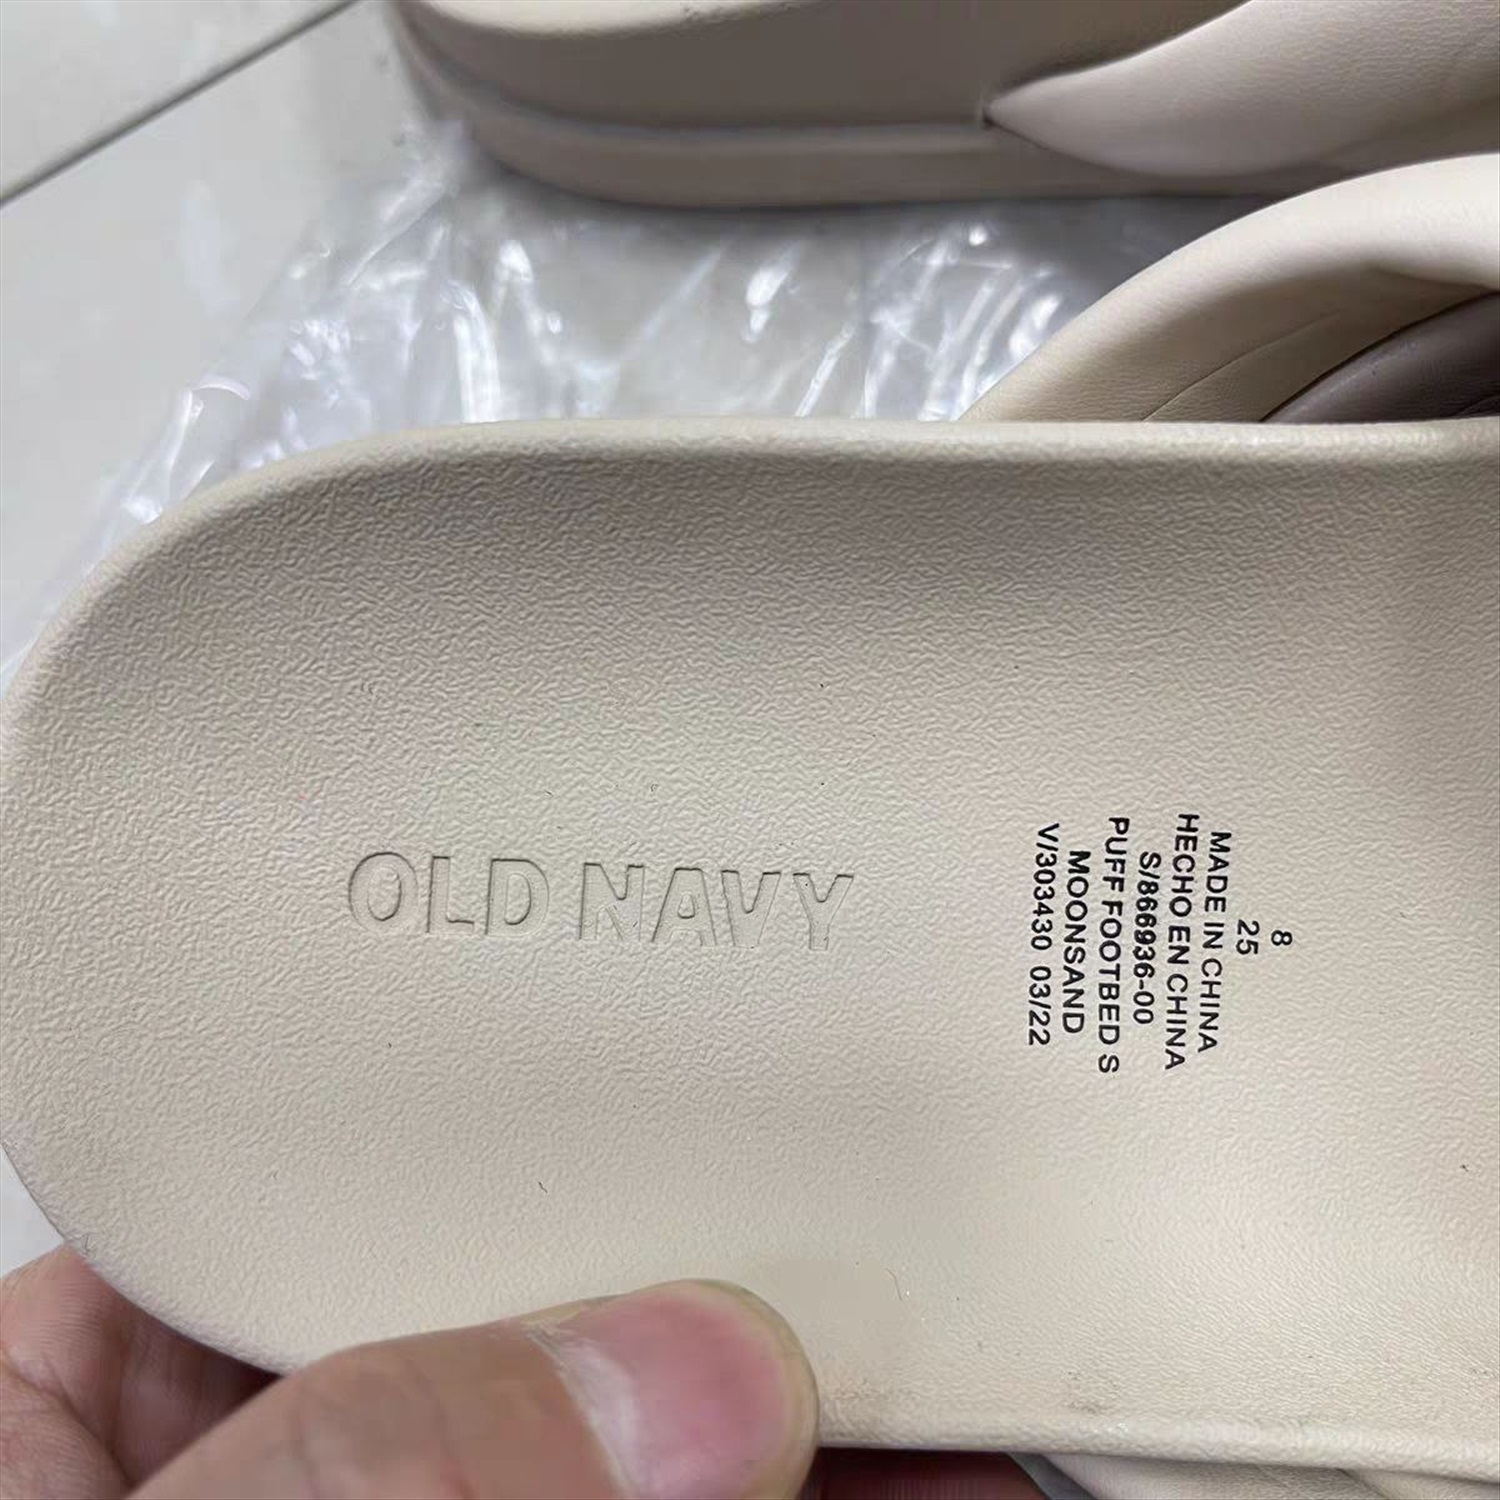 OLD NAVY
8
25
MADE IN CHINA
HECHO EN CHINA
S/866936-00
PUFF FOOTBED S
MOONSAND
V/303430 03/22